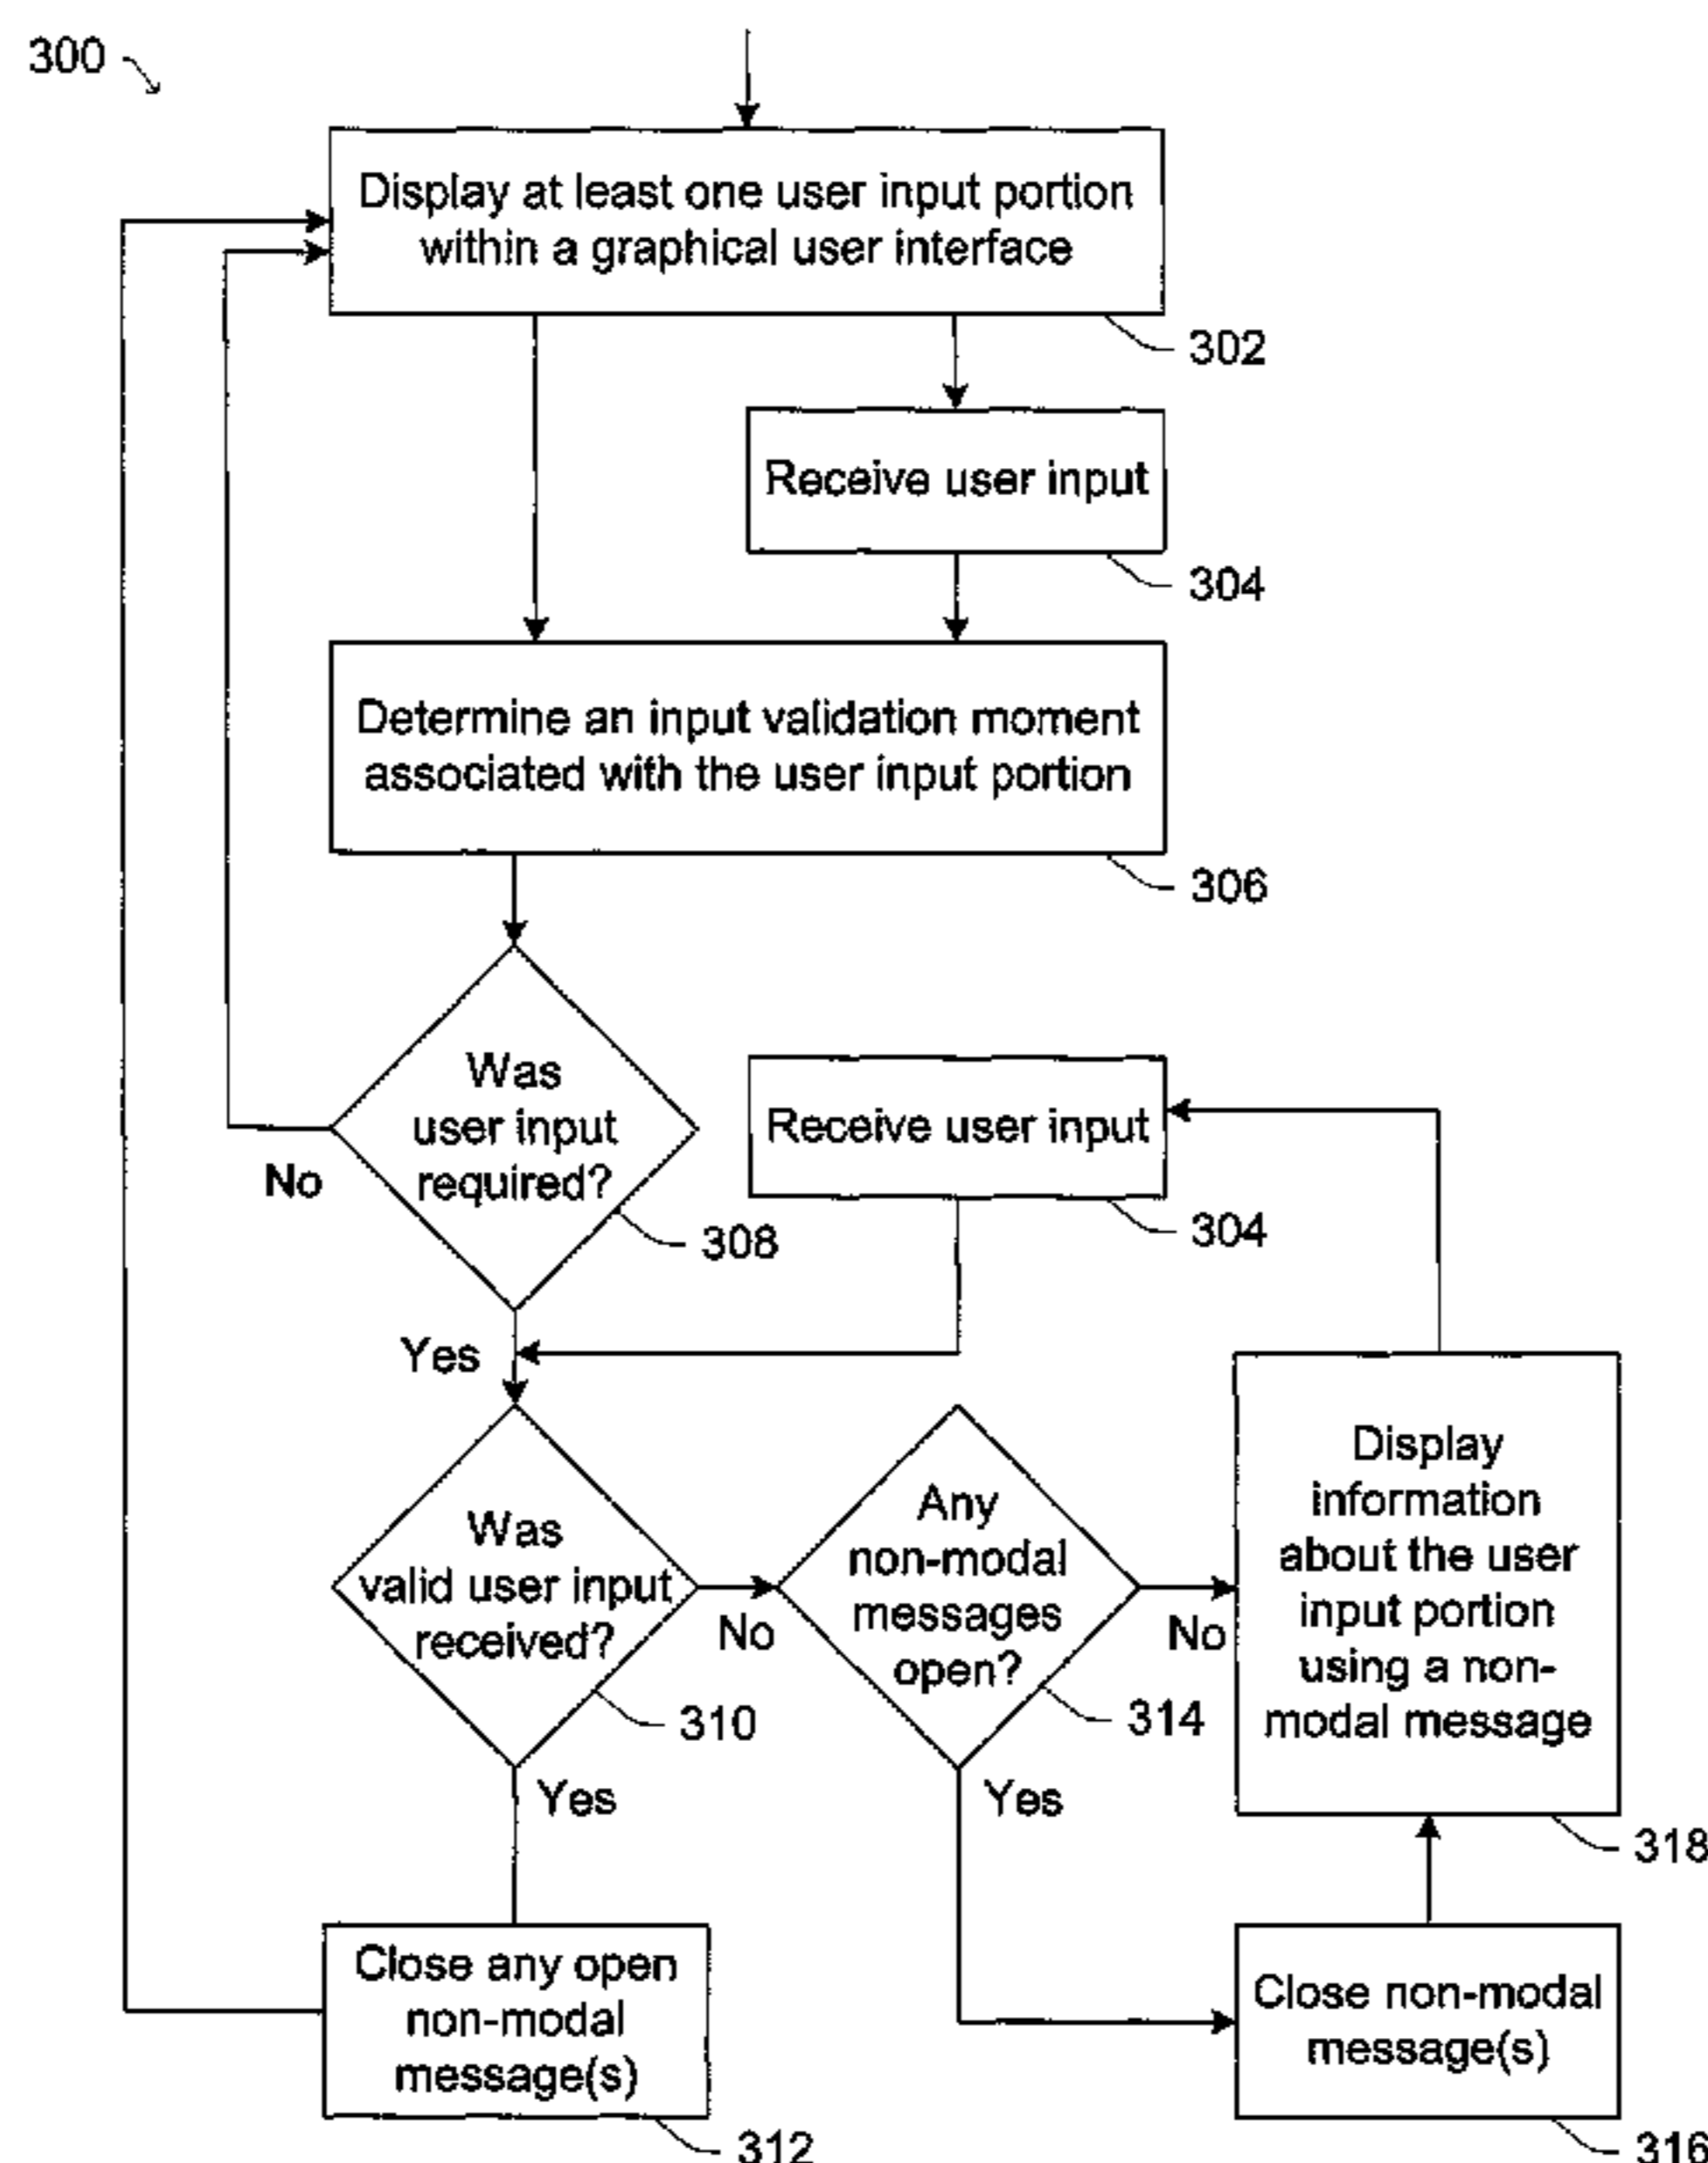 300
Display at least one user input portion
within a graphical user interface
302
Receive user input
304
Determine an input validation moment
associated with the user input portion
306
Was
user input
required?
No
308
Receive user input
304
Yes
Was
valid user input
received?
No
310
Yes
Any
non-modal
messages
open?
No
314
Yes
Display
information
about the user
input portion
using a non-
modal message
318
Close any open
non-modal
message(s)
312
Close non-modal
message(s)
316